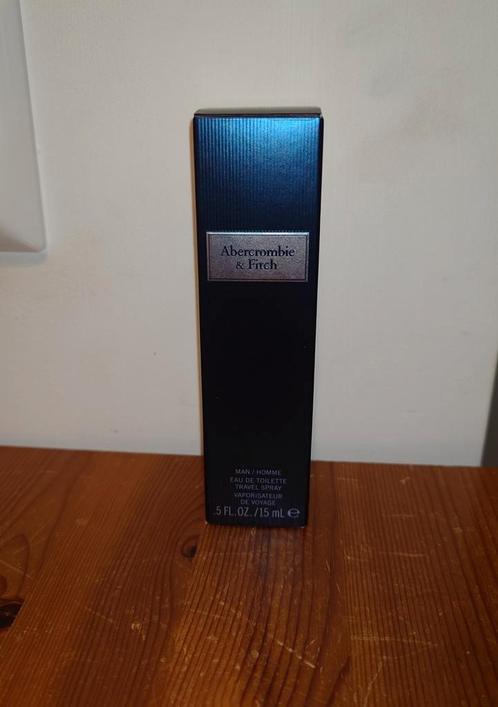 Abercrombie
& Fitch
MAN / HOMME
EAU DE TOILETTE
TRAVEL SPRAY
VAPORISATEUR
DE VOYAGE
.5 FL. OZ./15 mL ℮